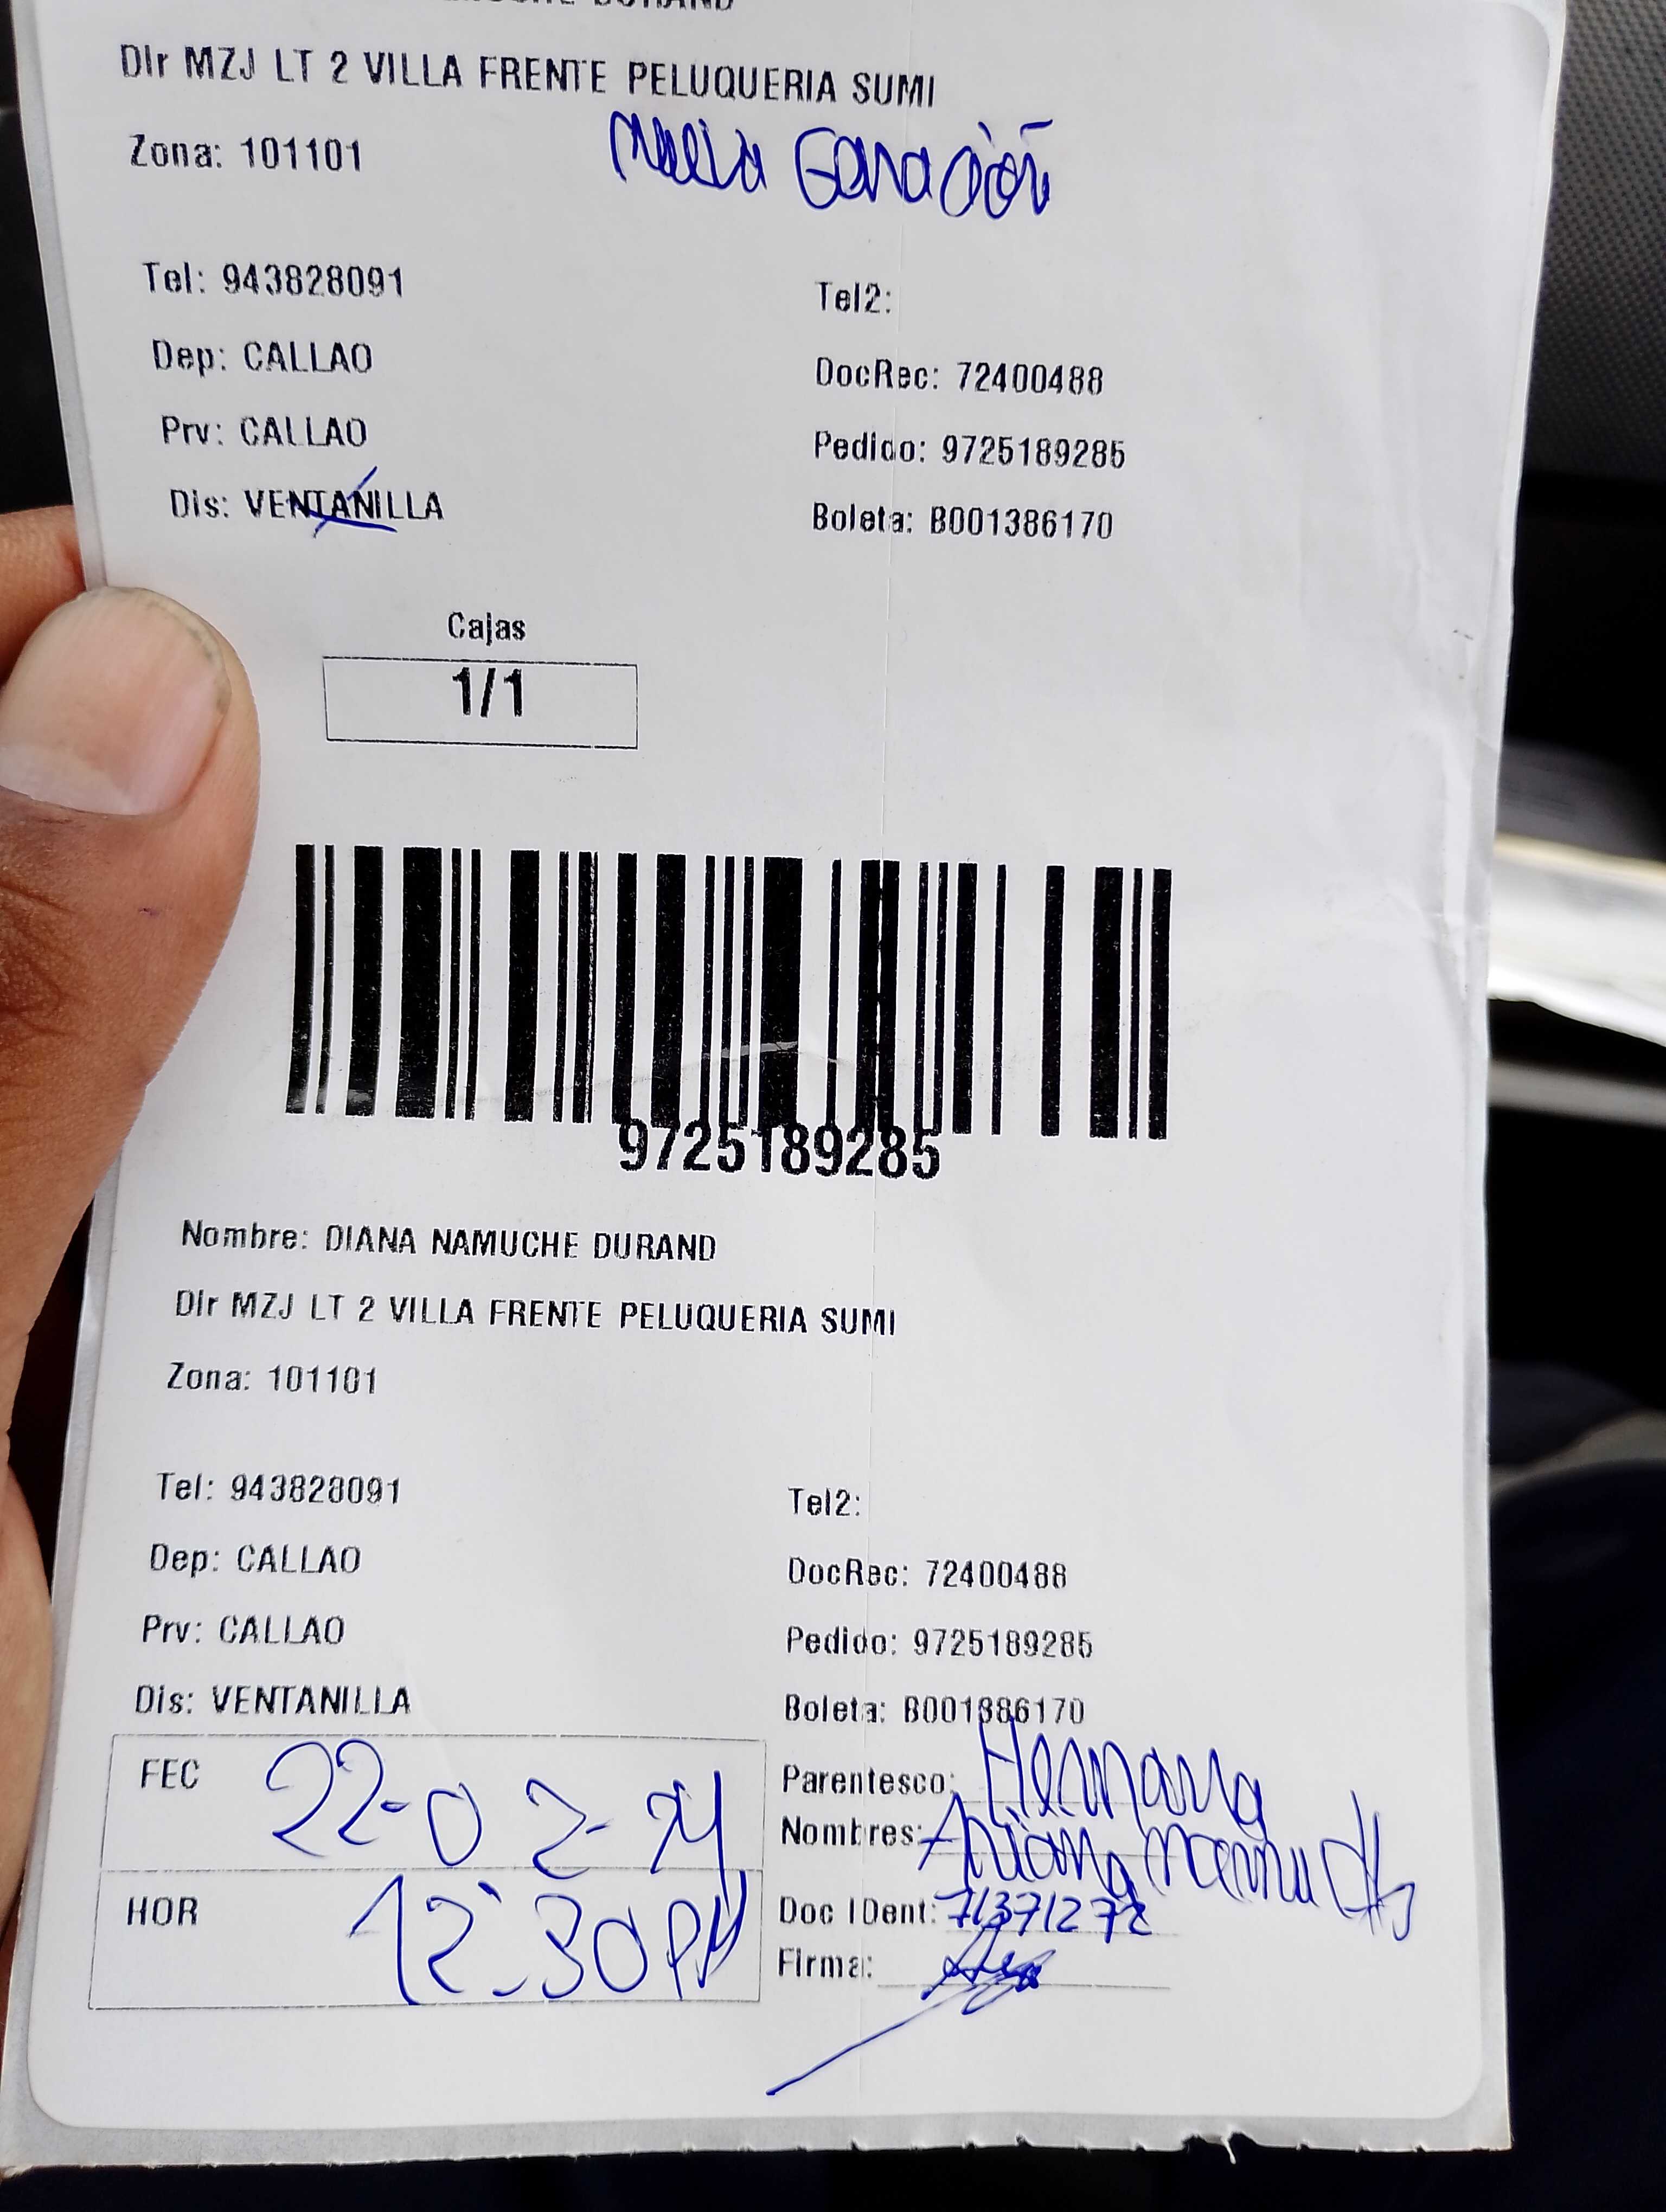 DURAND
Dir MZJ LT 2 VILLA FRENTE PELUQUERIA SUMI
Zona: 101101
Tel: 943828091
Tel2:
Dep: CALLAO
DocRec: 72400488
Prv: CALLAO
Pedido: 9725189285
Dis: VENTANILLA
Boleta: B001386170
Cajas
1/1
9725189285
Nombre: DIANA NAMUCHE DURAND
Dir MZJ LT 2 VILLA FRENTE PELUQUERIA SUMI
Zona: 101101
Tel: 943828091
Tel2:
Dep: CALLAO
DocRec: 72400488
Prv: CALLAO
Pedido: 9725189285
Dis: VENTANILLA
Boleta: B001386170
FEC 22-02-24
Parentesco: Hermana
Nombres:
HOR 12:30PM
Doc IDent: 71371272
Firma: